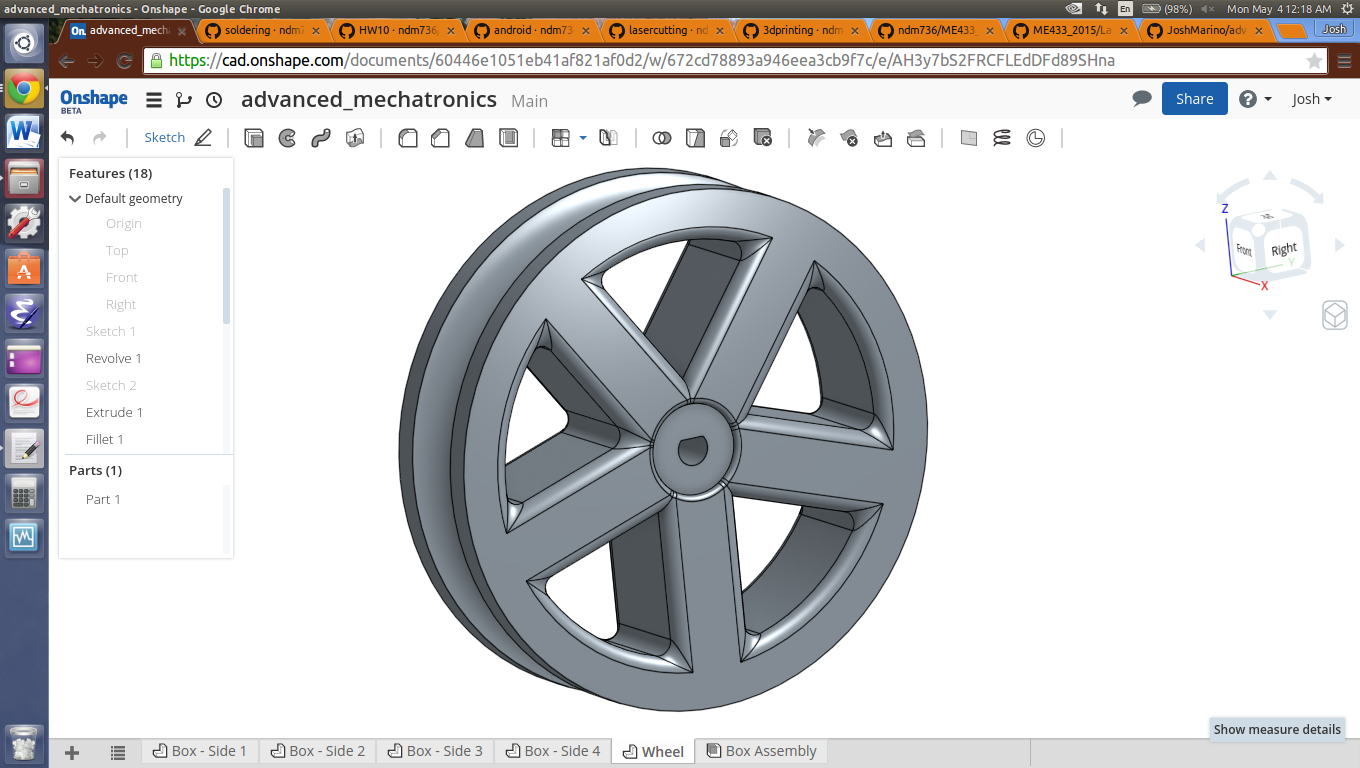 advanced_mechatronics - Onshape - Google Chrome
En
(98%)
Mon May 4 12:18 AM
On. advanced_mech
soldering · ndm7
HW10 · ndm736
android · ndm73
lasercutting · nd
3dprinting · ndm
ndm736/ME433_
ME433_2015/La
JoshMarino/adv
Josh
https://cad.onshape.com/documents/60446e1051eb41af821af0d2/w/672cd78893a946eea3cb9f7c/e/AH3y7bS2FRCFLEdDFd89SHna
Onshape
BETA
advanced_mechatronics Main
Share
Josh
Sketch
Features (18)
Default geometry
Origin
Top
Front
Right
Sketch 1
Revolve 1
Sketch 2
Extrude 1
Fillet 1
Parts (1)
Part 1
Z
Front
Right
Y
X
Show measure details
Box - Side 1
Box - Side 2
Box - Side 3
Box - Side 4
Wheel
Box Assembly